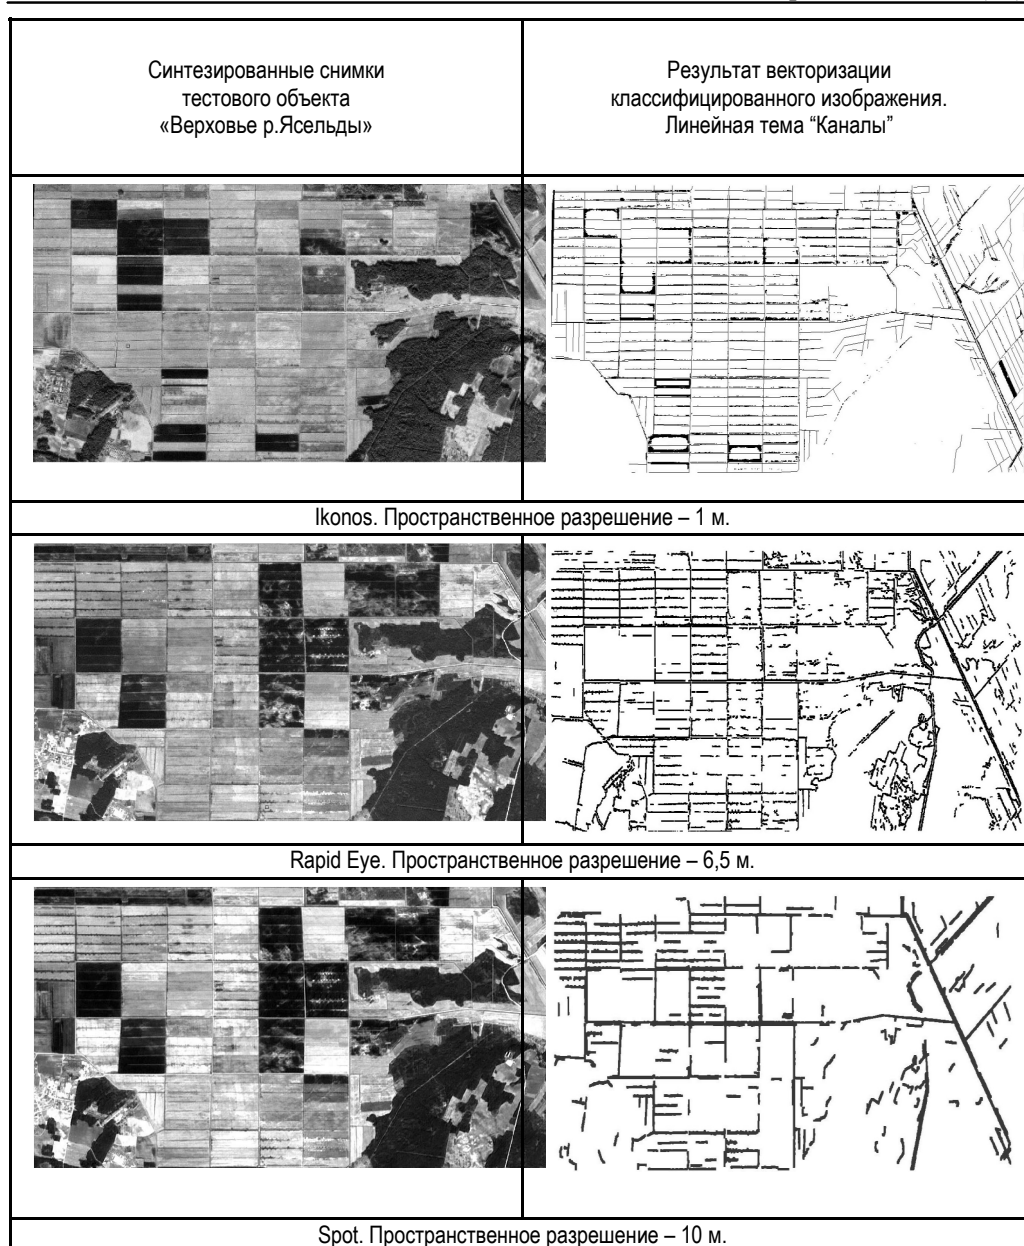 Синтезированные снимки
тестового объекта
«Верховье р.Ясельды»
Результат векторизации
классифицированного изображения.
Линейная тема “Каналы”
Ikonos. Пространственное разрешение – 1 м.
Rapid Eye. Пространственное разрешение – 6,5 м.
Spot. Пространственное разрешение – 10 м.